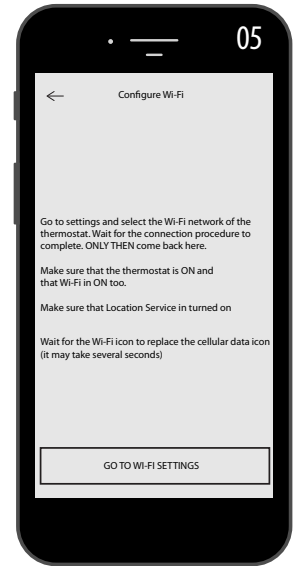 05
Configure Wi-Fi
Go to settings and select the Wi-Fi network of the
thermostat. Wait for the connection procedure to
complete. ONLY THEN come back here.
Make sure that the thermostat is ON and
that Wi-Fi in ON too.
Make sure that Location Service in turned on
Wait for the Wi-Fi icon to replace the cellular data icon
(it may take several seconds)
GO TO WI-FI SETTINGS